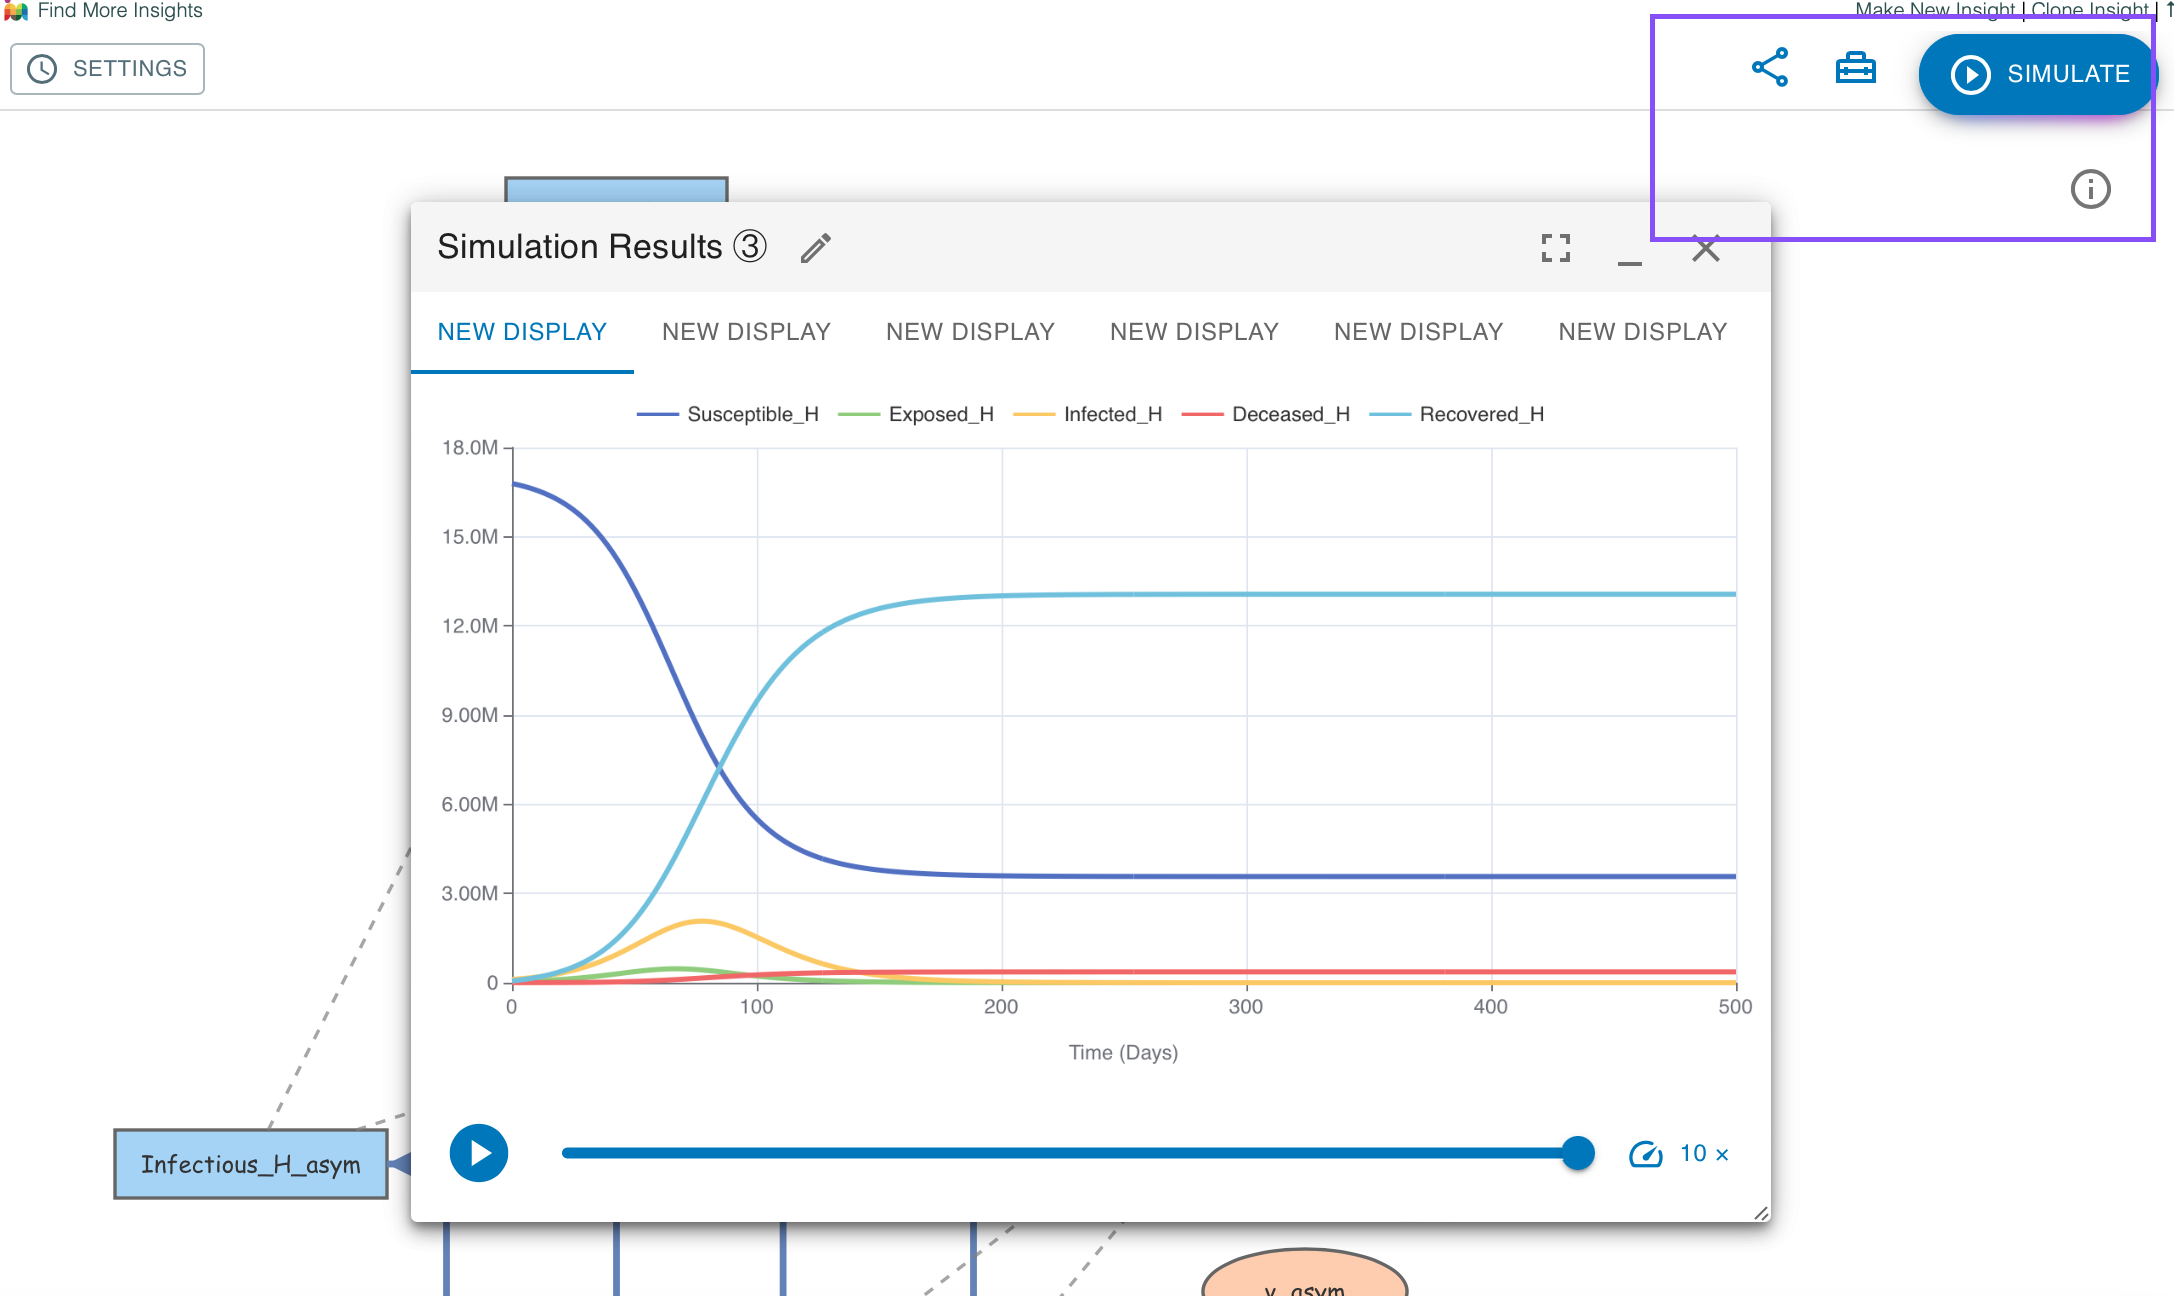 Find More Insights
Make New Insight | Clone Insight |
SETTINGS
SIMULATE
Simulation Results ③
NEW DISPLAY NEW DISPLAY NEW DISPLAY NEW DISPLAY NEW DISPLAY NEW DISPLAY
Susceptible_H Exposed_H Infected_H Deceased_H Recovered_H
18.0M
15.0M
12.0M
9.00M
6.00M
3.00M
0
0 100 200 300 400 500
Time (Days)
Infectious_H_asym
10 ×